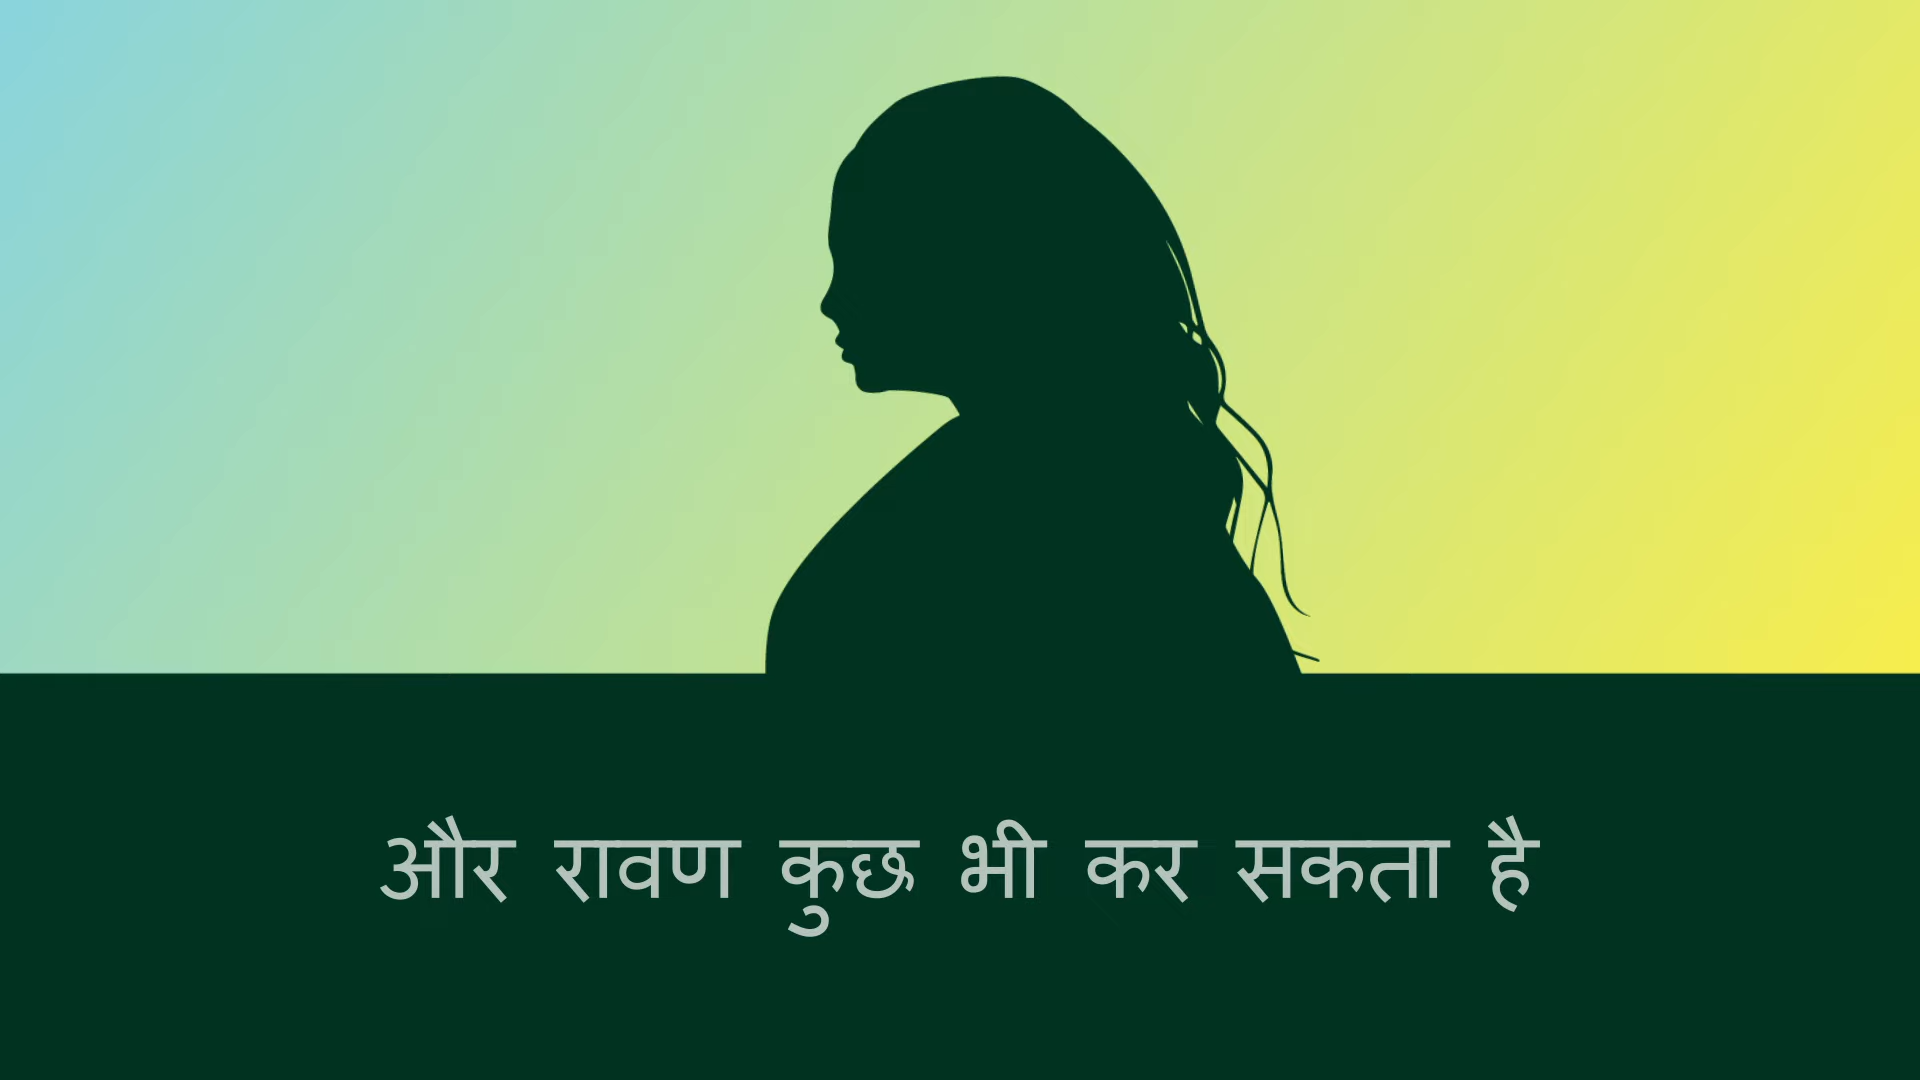 और रावण कुछ भी कर सकता है